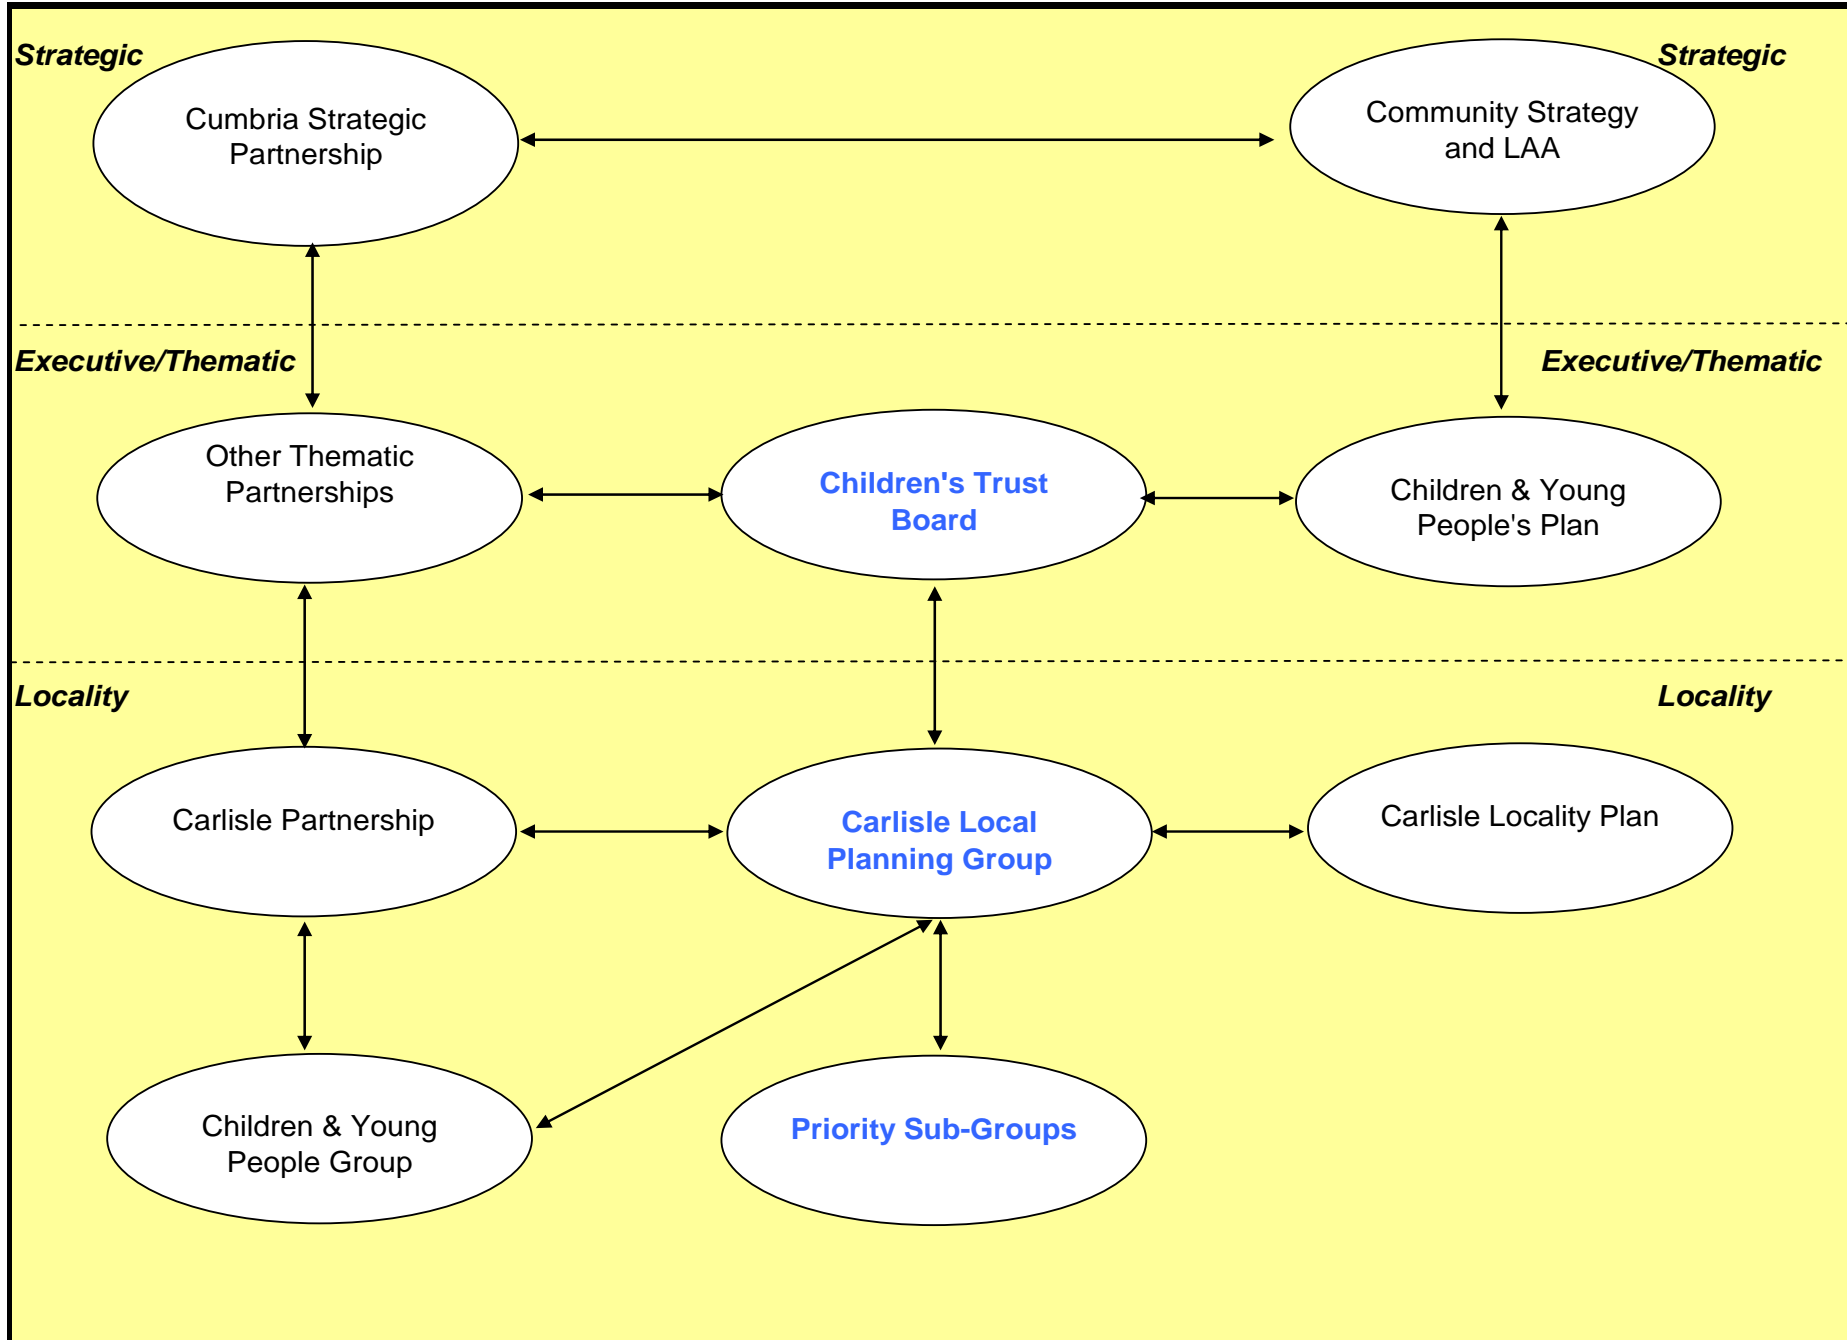 Strategic
Strategic
Cumbria Strategic
Partnership
Community Strategy
and LAA
Executive/Thematic
Executive/Thematic
Other Thematic
Partnerships
Children's Trust
Board
Children & Young
People's Plan
Locality
Locality
Carlisle Partnership
Carlisle Local
Planning Group
Carlisle Locality Plan
Children & Young
People Group
Priority Sub-Groups